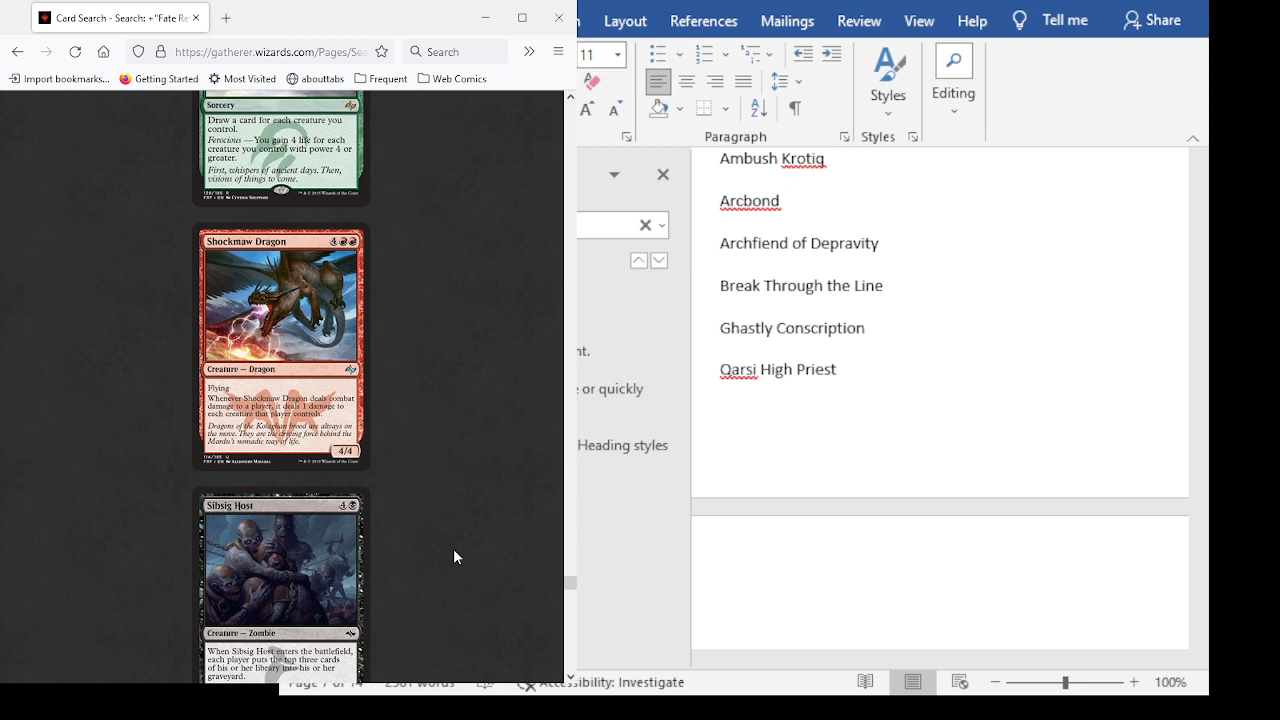 Card Search - Search: +"Fate Re
https://gatherer.wizards.com/Pages/Sea
Search
Import bookmarks...
Getting Started
Most Visited
abouttabs
Frequent
Web Comics
Sorcery
Draw a card for each creature you
control.
Ferocious — You gain 4 life for each
creature you control with power 4 or
greater.
First, whispers of ancient days. Then,
visions of things to come.
Shockmaw Dragon
4
Creature — Dragon
Flying
Whenever Shockmaw Dragon deals combat
damage to a player, it deals 1 damage to
each creature that player controls.
Dragons of the Kolaghan brood are always on
the move. They are the driving force behind the
Mardu's nomadic way of life.
4/4
Sibsig Host
4
Creature — Zombie
When Sibsig Host enters the battlefield,
each player puts the top three cards
of his or her library into his or her
graveyard.
Layout
References
Mailings
Review
View
Help
Tell me
Share
11
Styles
Editing
Paragraph
Styles
nt.
e or quickly
Heading styles
Ambush Krotiq
Arcbond
Archfiend of Depravity
Break Through the Line
Ghastly Conscription
Qarsi High Priest
Accessibility: Investigate
100%